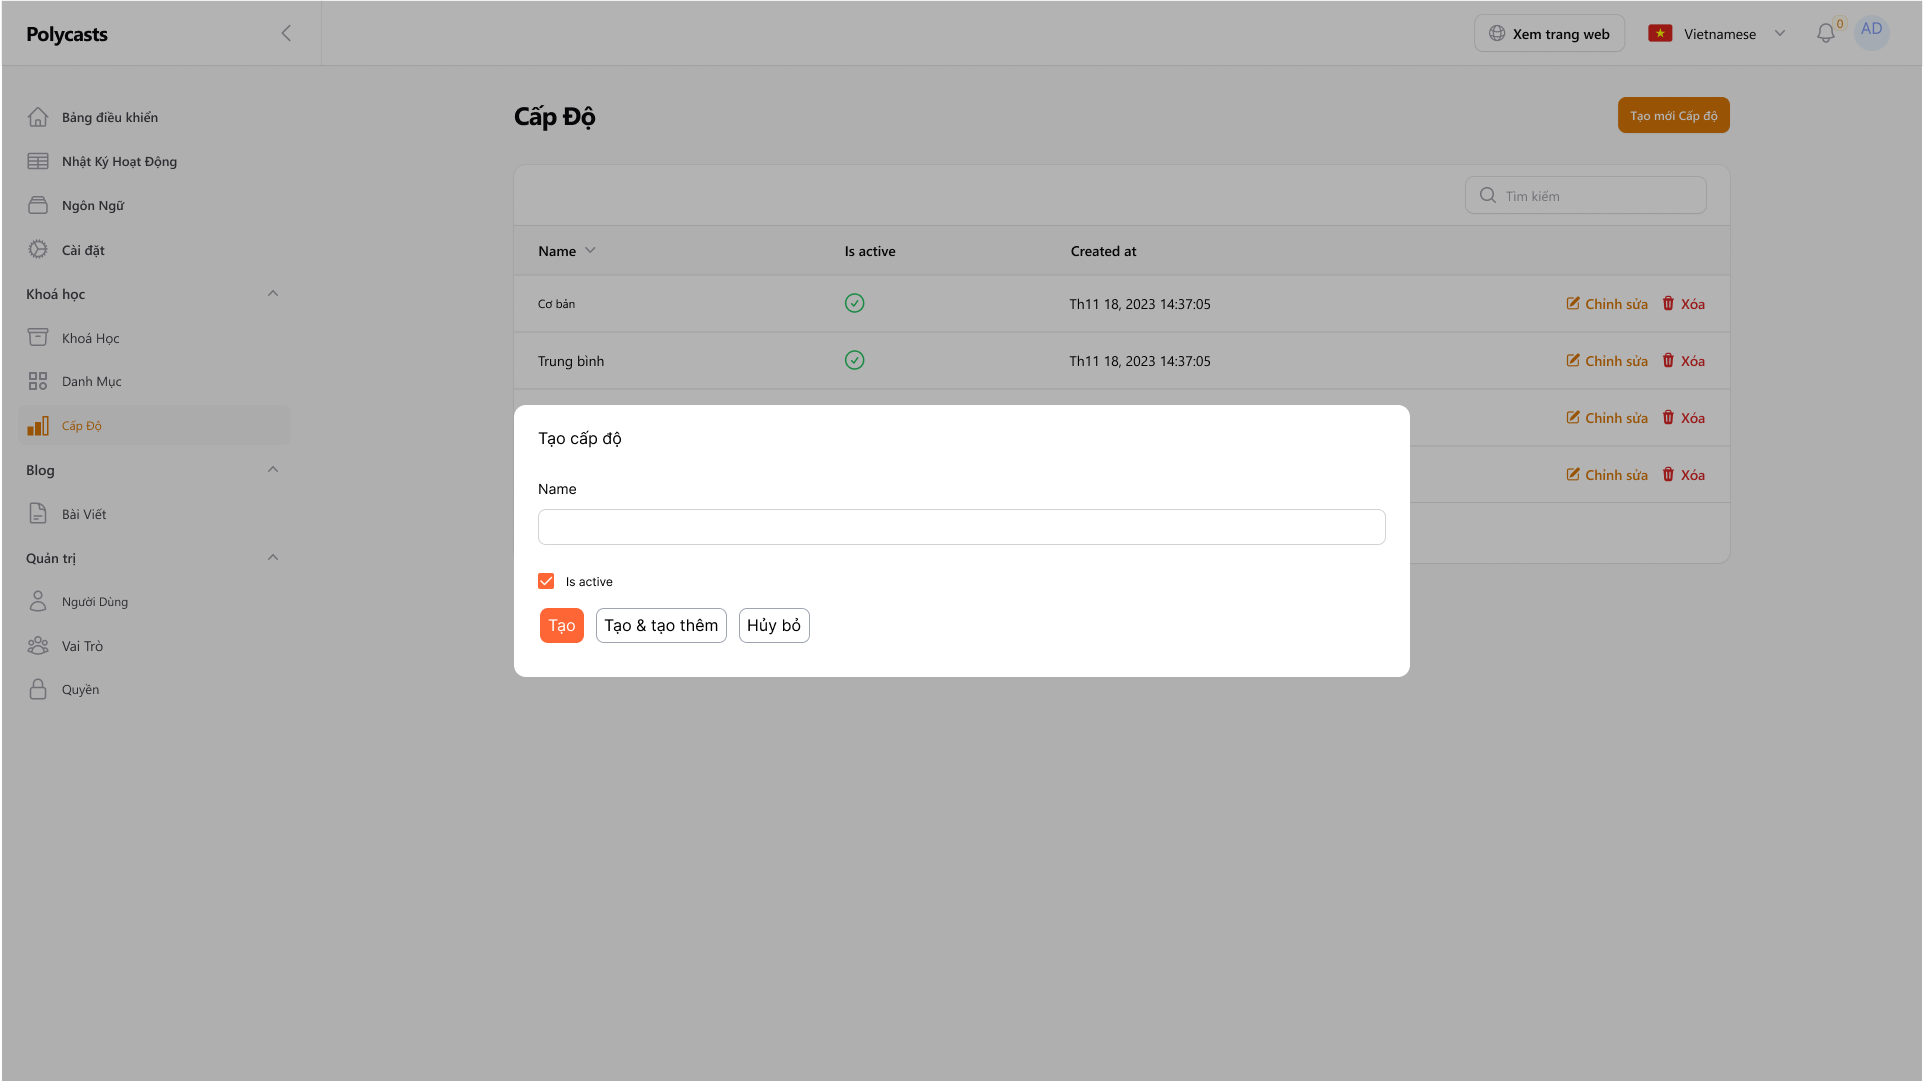 Polycasts
Xem trang web
Vietnamese
0
AD
Bảng điều khiển
Nhật Ký Hoạt Động
Ngôn Ngữ
Cài đặt
Khoá học
Khoá Học
Danh Mục
Cấp Độ
Blog
Bài Viết
Quản trị
Người Dùng
Vai Trò
Quyền
Cấp Độ
Tạo mới Cấp độ
Tìm kiếm
Name Is active Created at
Cơ bản Th11 18, 2023 14:37:05 Chỉnh sửa Xóa
Trung bình Th11 18, 2023 14:37:05 Chỉnh sửa Xóa
Chỉnh sửa Xóa
Chỉnh sửa Xóa
Tạo cấp độ
Name
Is active
Tạo Tạo & tạo thêm Hủy bỏ